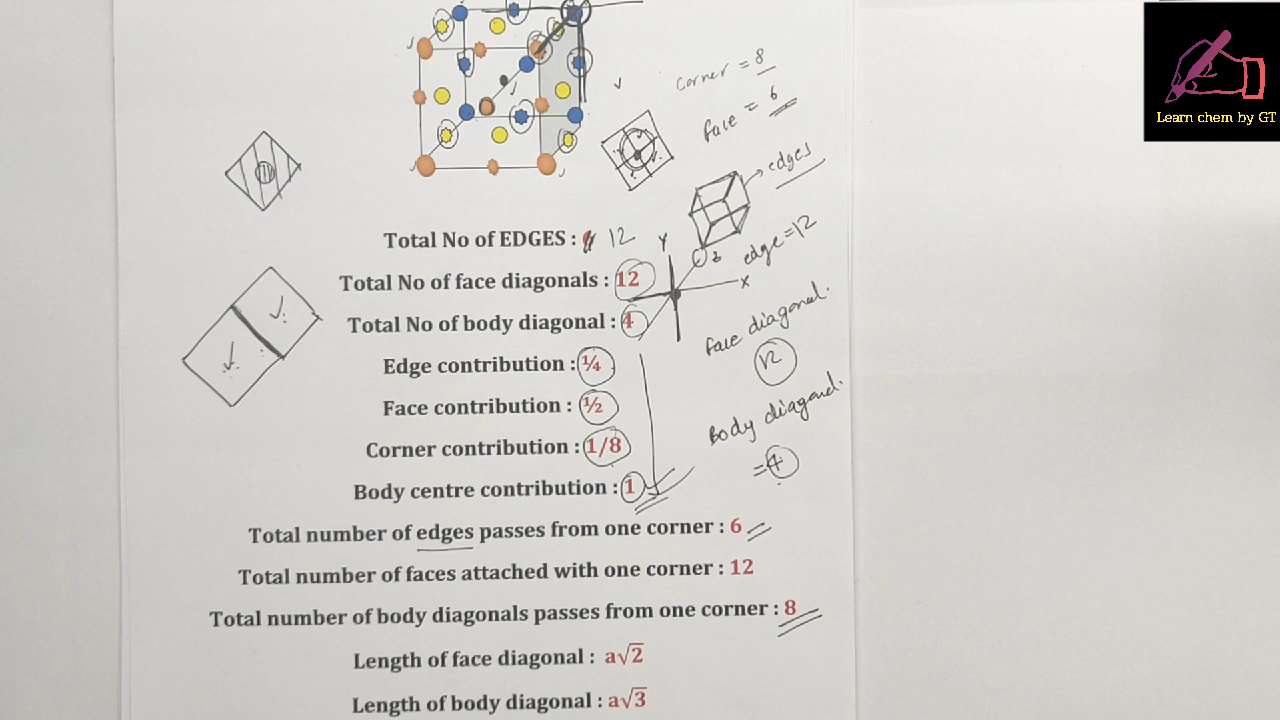 Learn chem by GT
Corner = 8
face = 6
edges
edge = 12
Y
Z
X
Total No of EDGES : 12
Total No of face diagonals : 12
Total No of body diagonal : 4
Edge contribution : ¼
Face contribution : ½
Corner contribution : 1/8
Body centre contribution : 1
face diagonal.
12
Body diagonal.
= 4
Total number of edges passes from one corner : 6
Total number of faces attached with one corner : 12
Total number of body diagonals passes from one corner : 8
Length of face diagonal : a√2
Length of body diagonal : a√3